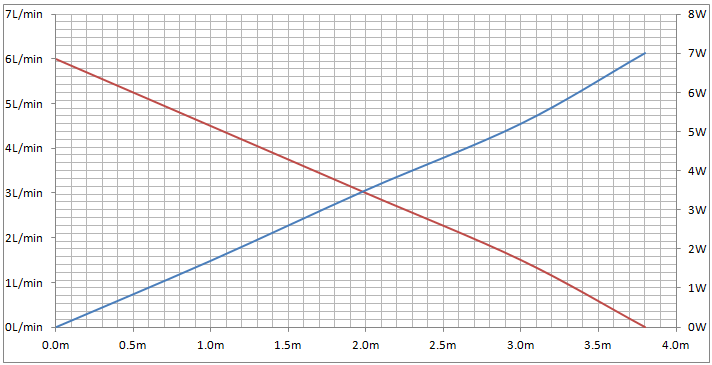 7L/min
6L/min
5L/min
4L/min
3L/min
2L/min
1L/min
0L/min
8W
7W
6W
5W
4W
3W
2W
1W
0W
0.0m 0.5m 1.0m 1.5m 2.0m 2.5m 3.0m 3.5m 4.0m